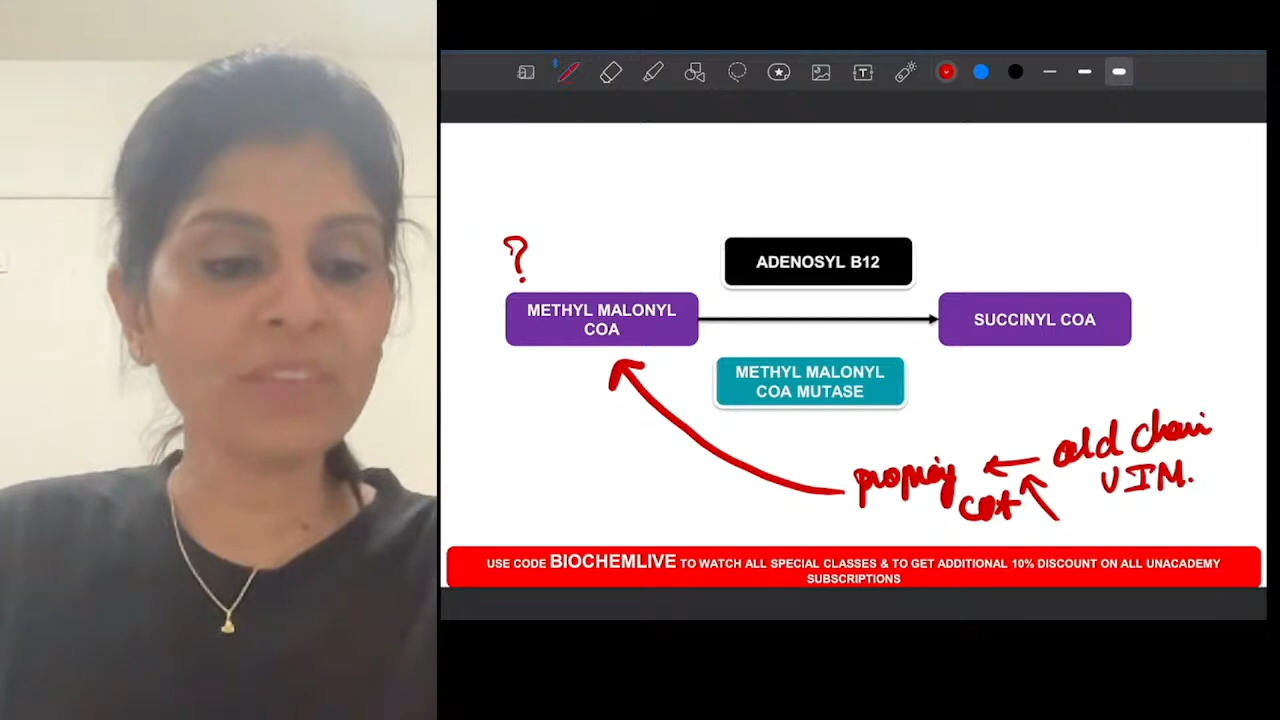 ?
ADENOSYL B12
METHYL MALONYL
COA
SUCCINYL COA
METHYL MALONYL
COA MUTASE
odd chain
VIM.
COA
USE CODE BIOCHEMLIVE TO WATCH ALL SPECIAL CLASSES & TO GET ADDITIONAL 10% DISCOUNT ON ALL UNACADEMY
SUBSCRIPTIONS